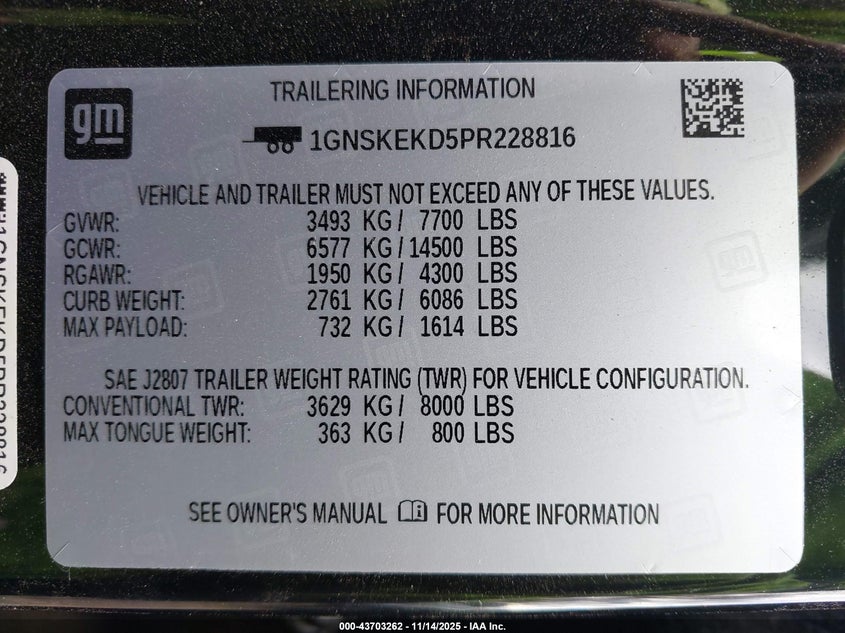 gm
TRAILERING INFORMATION
1GNSKEKD5PR228816
VEHICLE AND TRAILER MUST NOT EXCEED ANY OF THESE VALUES.
GVWR: 3493 KG / 7700 LBS
GCWR: 6577 KG / 14500 LBS
RGAWR: 1950 KG / 4300 LBS
CURB WEIGHT: 2761 KG / 6086 LBS
MAX PAYLOAD: 732 KG / 1614 LBS
SAE J2807 TRAILER WEIGHT RATING (TWR) FOR VEHICLE CONFIGURATION.
CONVENTIONAL TWR: 3629 KG / 8000 LBS
MAX TONGUE WEIGHT: 363 KG / 800 LBS
SEE OWNER'S MANUAL i FOR MORE INFORMATION
1GNSKEKD5PR228816
000-43703262 - 11/14/2025 - IAA Inc.